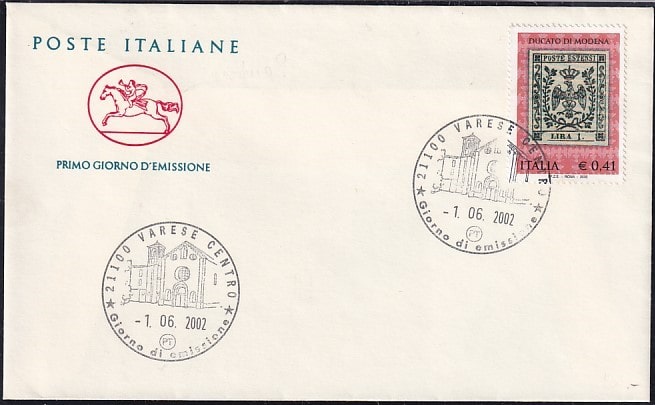 POSTE ITALIANE
PRIMO GIORNO D'EMISSIONE
DUCATO DI MODENA
POSTE ESTENSI
LIRA 1.
ITALIA € 0,41
21100 VARESE CENTRO
-1. 06. 2002
PT
Giorno di emissione
21100 VARESE CENTRO
-1. 06. 2002
PT
Giorno di emissione